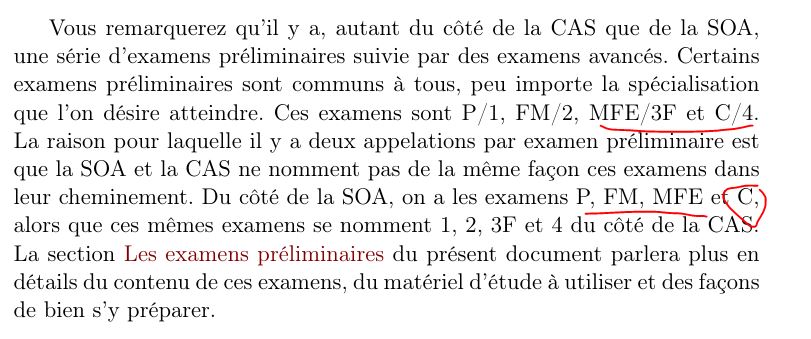 Vous remarquerez qu'il y a, autant du côté de la CAS que de la SOA,
une série d'examens préliminaires suivie par des examens avancés. Certains
examens préliminaires sont communs à tous, peu importe la spécialisation
que l'on désire atteindre. Ces examens sont P/1, FM/2, MFE/3F et C/4.
La raison pour laquelle il y a deux appelations par examen préliminaire est
que la SOA et la CAS ne nomment pas de la même façon ces examens dans
leur cheminement. Du côté de la SOA, on a les examens P, FM, MFE et C,
alors que ces mêmes examens se nomment 1, 2, 3F et 4 du côté de la CAS.
La section Les examens préliminaires du présent document parlera plus en
détails du contenu de ces examens, du matériel d'étude à utiliser et des façons
de bien s'y préparer.